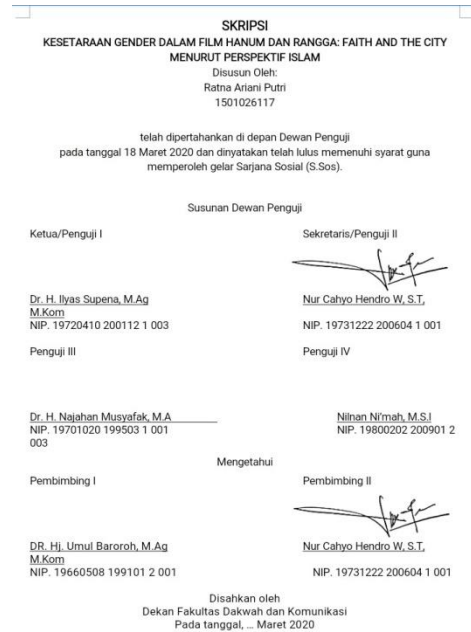 SKRIPSI
KESETARAAN GENDER DALAM FILM HANUM DAN RANGGA: FAITH AND THE CITY
MENURUT PERSPEKTIF ISLAM
Disusun Oleh:
Ratna Ariani Putri
1501026117
telah dipertahankan di depan Dewan Penguji
pada tanggal 18 Maret 2020 dan dinyatakan telah lulus memenuhi syarat guna
memperoleh gelar Sarjana Sosial (S.Sos).
Susunan Dewan Penguji
Ketua/Penguji I Sekretaris/Penguji II
Dr. H. Ilyas Supena, M.Ag Nur Cahyo Hendro W, S.T,
M.Kom
NIP. 19720410 200112 1 003 NIP. 19731222 200604 1 001
Penguji III Penguji IV
Dr. H. Najahan Musyafak, M.A Nilnan Ni'mah, M.S.I
NIP. 19701020 199503 1 001 NIP. 19800202 200901 2
003
Mengetahui
Pembimbing I Pembimbing II
DR. Hj. Umul Baroroh, M.Ag Nur Cahyo Hendro W, S.T,
M.Kom
NIP. 19660508 199101 2 001 NIP. 19731222 200604 1 001
Disahkan oleh
Dekan Fakultas Dakwah dan Komunikasi
Pada tanggal, ... Maret 2020